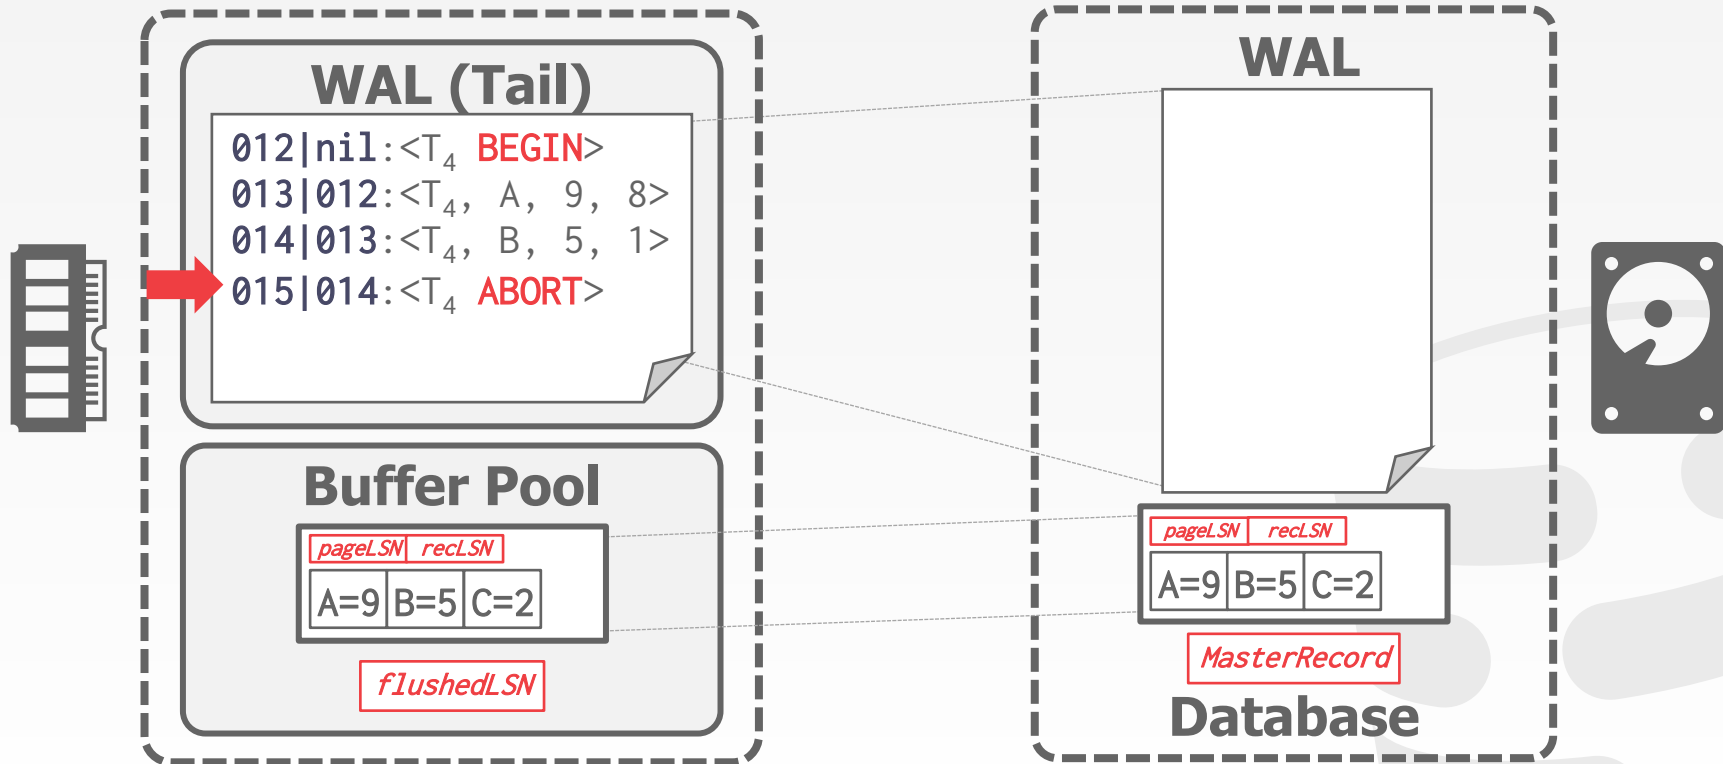 WAL (Tail)
012|nil:<T4 BEGIN>
013|012:<T4, A, 9, 8>
014|013:<T4, B, 5, 1>
015|014:<T4 ABORT>
Buffer Pool
pageLSN recLSN
A=9 B=5 C=2
flushedLSN
WAL
pageLSN recLSN
A=9 B=5 C=2
MasterRecord
Database